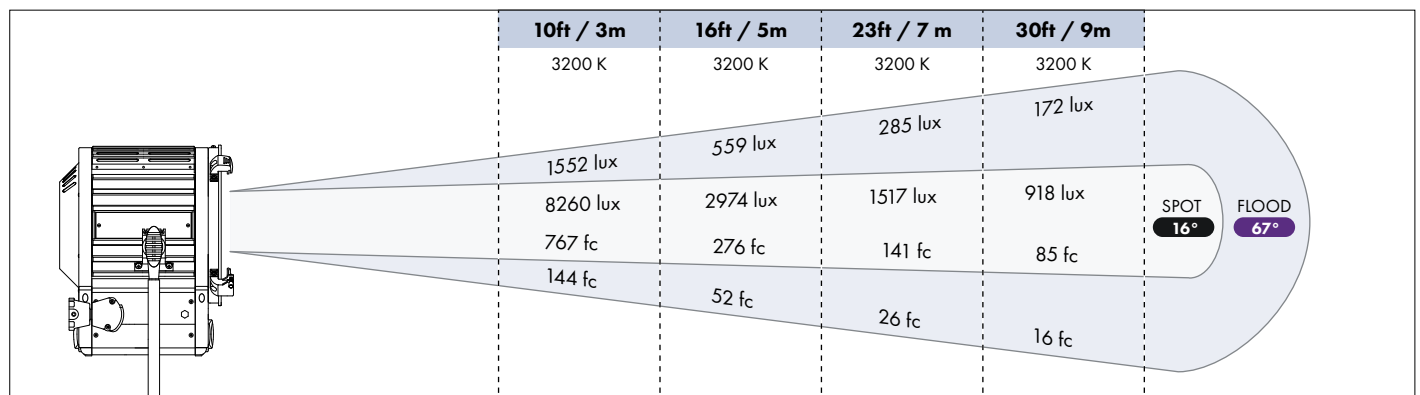 10ft / 3m 16ft / 5m 23ft / 7 m 30ft / 9m
3200 K 3200 K 3200 K 3200 K
1552 lux 559 lux 285 lux 172 lux
8260 lux 2974 lux 1517 lux 918 lux
SPOT FLOOD
16° 67°
767 fc 276 fc 141 fc 85 fc
144 fc 52 fc 26 fc 16 fc